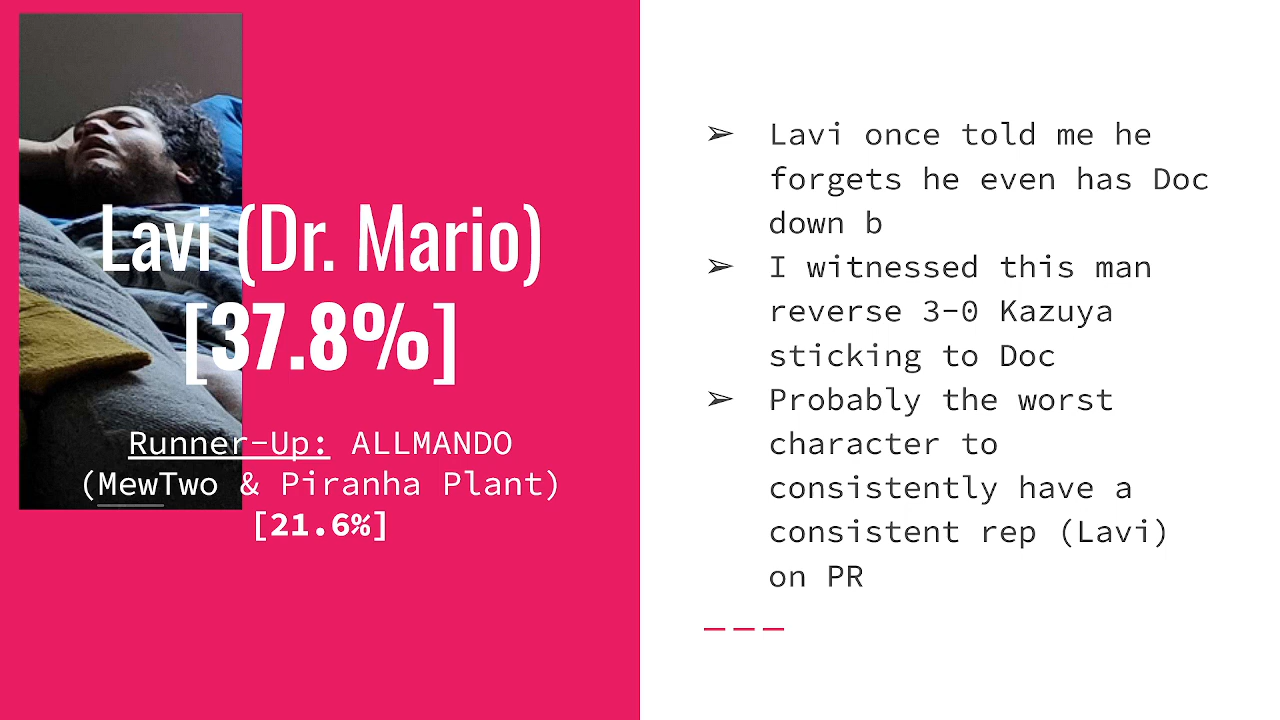 Lavi (Dr. Mario)
[37.8%]
Runner-Up: ALLMANDO
(MewTwo & Piranha Plant)
[21.6%]
➢ Lavi once told me he
forgets he even has Doc
down b
➢ I witnessed this man
reverse 3-0 Kazuya
sticking to Doc
➢ Probably the worst
character to
consistently have a
consistent rep (Lavi)
on PR